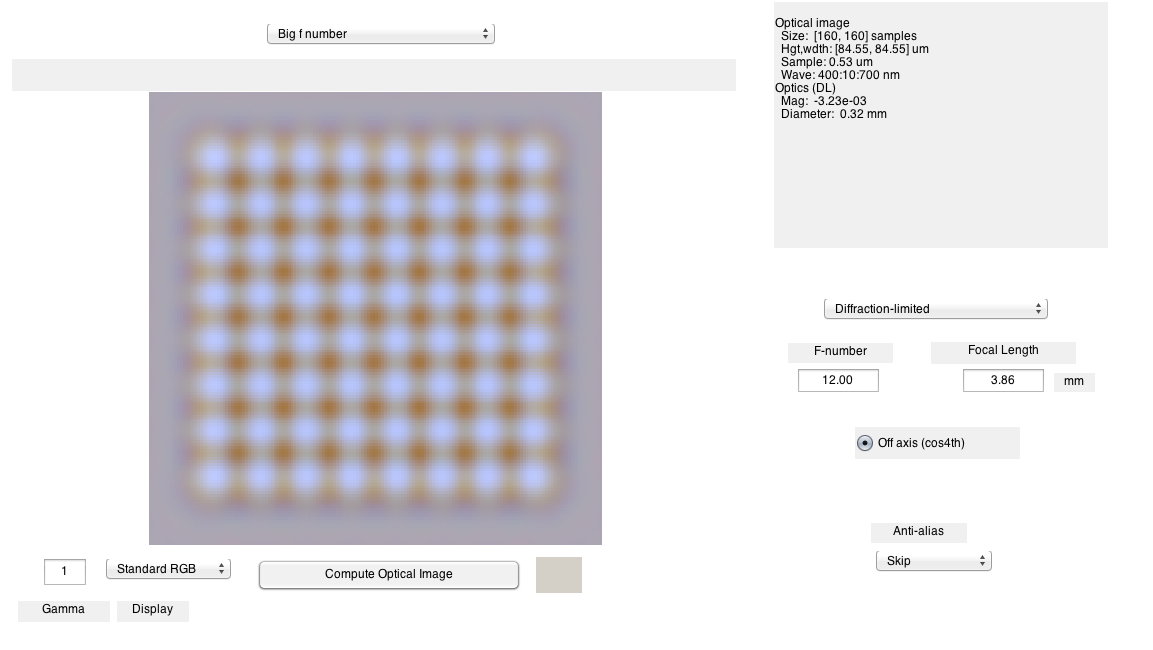 Big f number
Optical image
Size: [160, 160] samples
Hgt,wdth: [84.55, 84.55] um
Sample: 0.53 um
Wave: 400:10:700 nm
Optics (DL)
Mag: -3.23e-03
Diameter: 0.32 mm
Diffraction-limited
F-number
Focal Length
12.00
3.86
mm
Off axis (cos4th)
Anti-alias
Skip
1
Standard RGB
Compute Optical Image
Gamma
Display